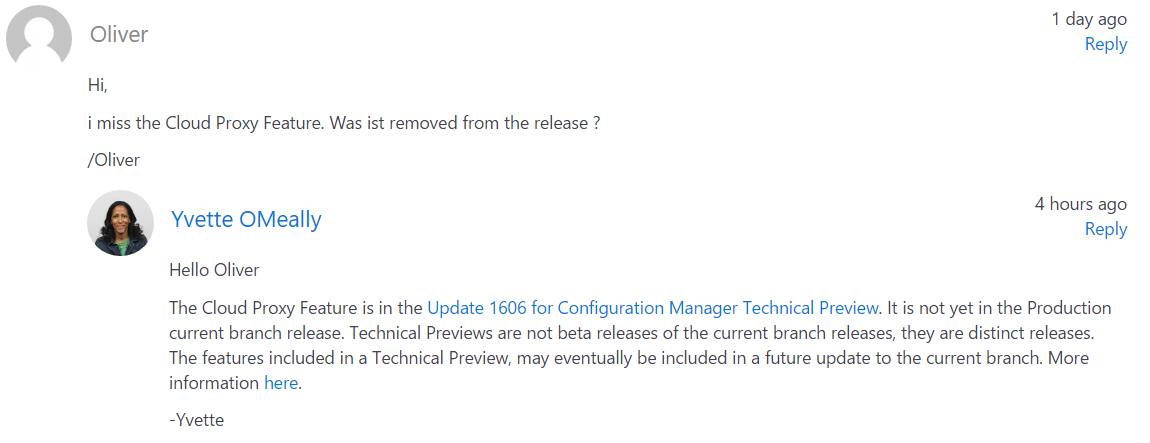 Oliver
1 day ago
Reply
Hi,
i miss the Cloud Proxy Feature. Was ist removed from the release ?
/Oliver
Yvette OMeally
4 hours ago
Reply
Hello Oliver
The Cloud Proxy Feature is in the Update 1606 for Configuration Manager Technical Preview. It is not yet in the Production
current branch release. Technical Previews are not beta releases of the current branch releases, they are distinct releases.
The features included in a Technical Preview, may eventually be included in a future update to the current branch. More
information here.
-Yvette